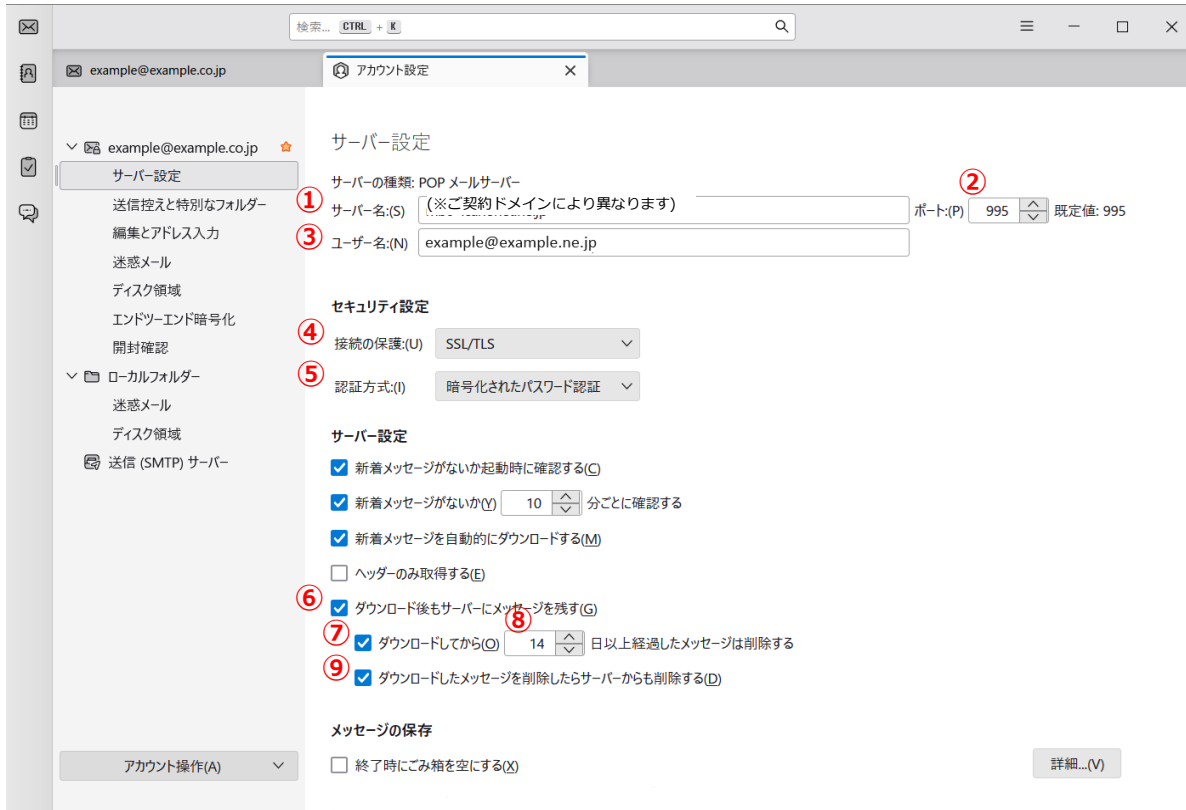 検索... CTRL + K
example@example.co.jp
アカウント設定
example@example.co.jp
サーバー設定
送信控えと特別なフォルダー
編集とアドレス入力
迷惑メール
ディスク領域
エンドツーエンド暗号化
開封確認
ローカルフォルダー
迷惑メール
ディスク領域
送信 (SMTP) サーバー
アカウント操作(A)
サーバー設定
サーバーの種類: POP メールサーバー
① サーバー名:(S) (※ご契約ドメインにより異なります) ② ポート:(P) 995 既定値: 995
③ ユーザー名:(N) example@example.ne.jp
セキュリティ設定
④ 接続の保護:(U) SSL/TLS
⑤ 認証方式:(I) 暗号化されたパスワード認証
サーバー設定
新着メッセージがないか起動時に確認する(C)
新着メッセージがないか(Y) 10 分ごとに確認する
新着メッセージを自動的にダウンロードする(M)
ヘッダーのみ取得する(E)
⑥ ダウンロード後もサーバーにメッセージを残す(G)
⑦ ダウンロードしてから(O) ⑧ 14 日以上経過したメッセージは削除する
⑨ ダウンロードしたメッセージを削除したらサーバーからも削除する(D)
メッセージの保存
終了時にごみ箱を空にする(X)
詳細...(V)